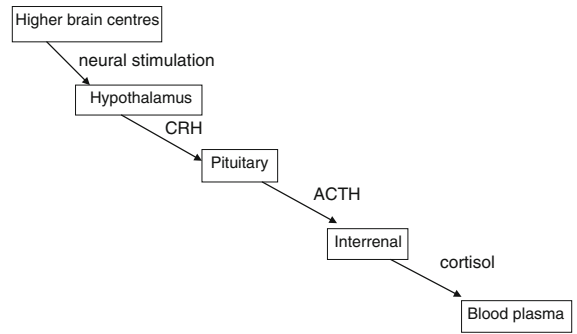 Higher brain centres
neural stimulation
Hypothalamus
CRH
Pituitary
ACTH
Interrenal
cortisol
Blood plasma